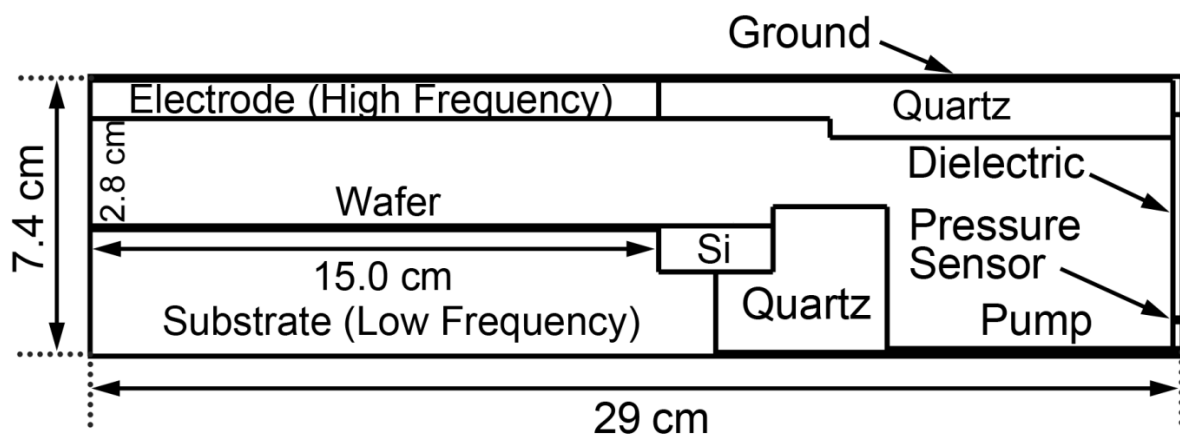 Ground
Electrode (High Frequency)
Quartz
2.8 cm
7.4 cm
Dielectric
Wafer
Pressure
Sensor
Si
15.0 cm
Quartz
Pump
Substrate (Low Frequency)
29 cm